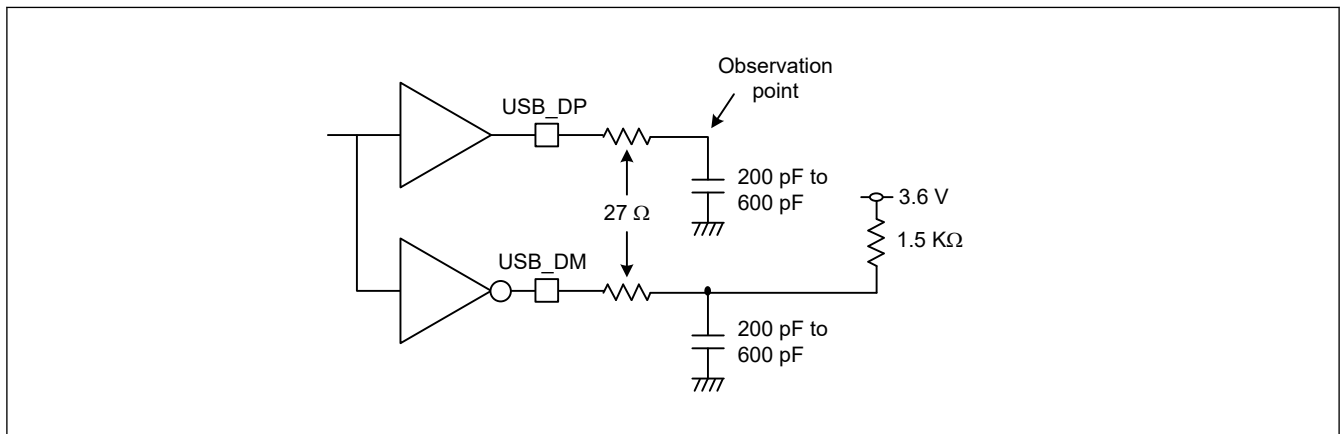 Observation
point
USB_DP
200 pF to
600 pF
27 Ω
3.6 V
1.5 KΩ
USB_DM
200 pF to
600 pF